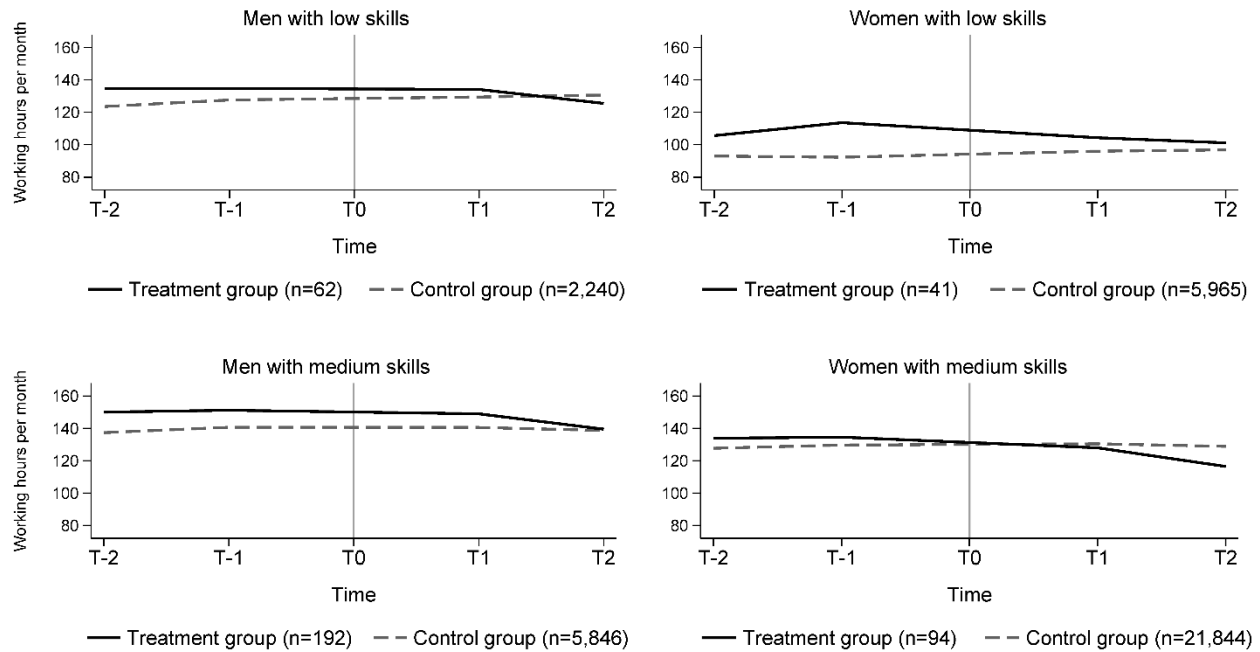 Men with low skills
Working hours per month
160
140
120
100
80
T-2 T-1 T0 T1 T2
Time
Treatment group (n=62) Control group (n=2,240)
Women with low skills
160
140
120
100
80
T-2 T-1 T0 T1 T2
Time
Treatment group (n=41) Control group (n=5,965)
Men with medium skills
Working hours per month
160
140
120
100
80
T-2 T-1 T0 T1 T2
Time
Treatment group (n=192) Control group (n=5,846)
Women with medium skills
160
140
120
100
80
T-2 T-1 T0 T1 T2
Time
Treatment group (n=94) Control group (n=21,844)